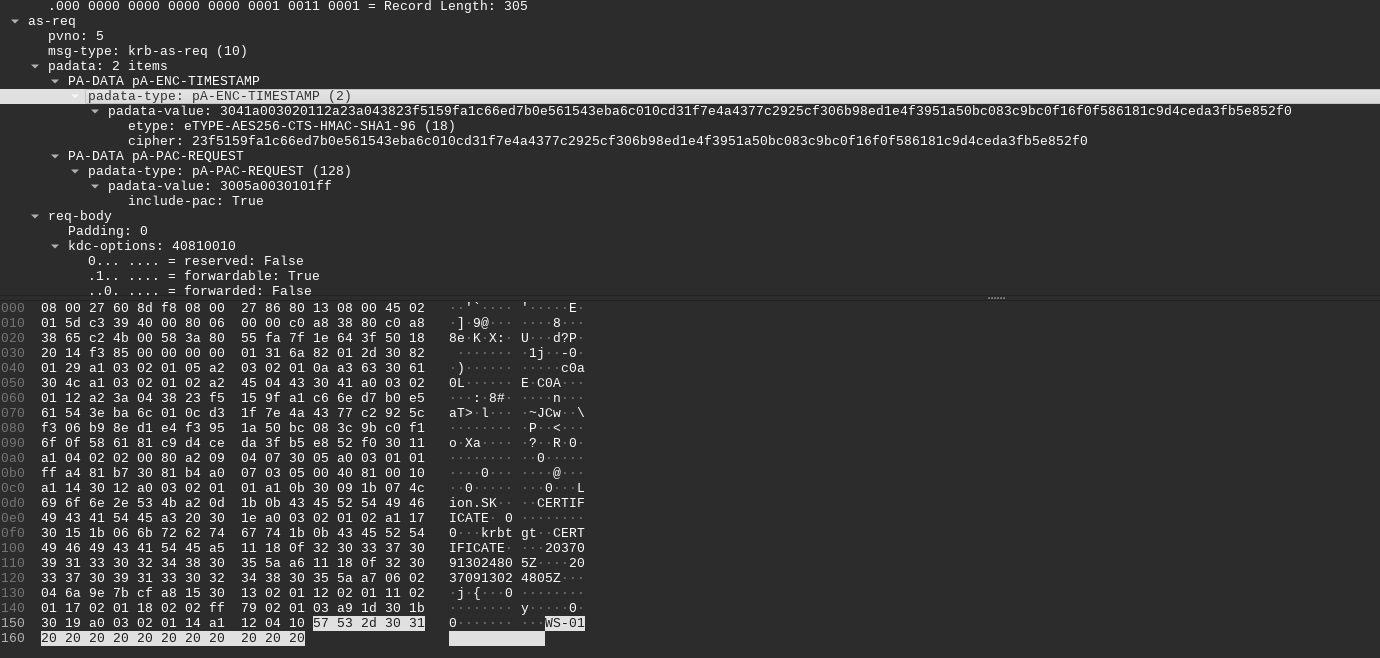 .000 0000 0000 0000 0000 0001 0011 0001 = Record Length: 305
as-req
pvno: 5
msg-type: krb-as-req (10)
padata: 2 items
PA-DATA pA-ENC-TIMESTAMP
padata-type: pA-ENC-TIMESTAMP (2)
padata-value: 3041a003020112a23a043823f5159fa1c66ed7b0e561543eba6c010cd31f7e4a4377c2925cf306b98ed1e4f3951a50bc083c9bc0f16f0f586181c9d4ceda3fb5e852f0
etype: eTYPE-AES256-CTS-HMAC-SHA1-96 (18)
cipher: 23f5159fa1c66ed7b0e561543eba6c010cd31f7e4a4377c2925cf306b98ed1e4f3951a50bc083c9bc0f16f0f586181c9d4ceda3fb5e852f0
PA-DATA pA-PAC-REQUEST
padata-type: pA-PAC-REQUEST (128)
padata-value: 3005a0030101ff
include-pac: True
req-body
Padding: 0
kdc-options: 40810010
0... .... = reserved: False
.1.. .... = forwardable: True
..0. .... = forwarded: False
000 08 00 27 60 8d f8 08 00 27 86 80 13 08 00 45 02 ··'`···· '·····E·
010 01 5d c3 39 40 00 80 06 00 00 c0 a8 38 80 c0 a8 ·]·9@··· ····8···
020 38 65 c2 4b 00 58 3a 80 55 fa 7f 1e 64 3f 50 18 8e·K·X:· U···d?P·
030 20 14 f3 85 00 00 00 00 01 31 6a 82 01 2d 30 82 ······· ·1j··-0·
040 01 29 a1 03 02 01 05 a2 03 02 01 0a a3 63 30 61 ·)······ ·····c0a
050 30 4c a1 03 02 01 02 a2 45 04 43 30 41 a0 03 02 0L······ E·C0A···
060 01 12 a2 3a 04 38 23 f5 15 9f a1 c6 6e d7 b0 e5 ···:·8#· ····n···
070 61 54 3e ba 6c 01 0c d3 1f 7e 4a 43 77 c2 92 5c aT>·l··· ·~JCw··\
080 f3 06 b9 8e d1 e4 f3 95 1a 50 bc 08 3c 9b c0 f1 ········ ·P··<···
090 6f 0f 58 61 81 c9 d4 ce da 3f b5 e8 52 f0 30 11 o·Xa···· ·?··R·0·
0a0 a1 04 02 02 00 80 a2 09 04 07 30 05 a0 03 01 01 ········ ··0·····
0b0 ff a4 81 b7 30 81 b4 a0 07 03 05 00 40 81 00 10 ····0··· ····@···
0c0 a1 14 30 12 a0 03 02 01 01 a1 0b 30 09 1b 07 4c ··0····· ···0···L
0d0 69 6f 6e 2e 53 4b a2 0d 1b 0b 43 45 52 54 49 46 ion.SK·· ··CERTIF
0e0 49 43 41 54 45 a3 20 30 1e a0 03 02 01 02 a1 17 ICATE· 0 ········
0f0 30 15 1b 06 6b 72 62 74 67 74 1b 0b 43 45 52 54 0···krbt gt··CERT
100 49 46 49 43 41 54 45 a5 11 18 0f 32 30 33 37 30 IFICATE· ···20370
110 39 31 33 30 32 34 38 30 35 5a a6 11 18 0f 32 30 91302480 5Z····20
120 33 37 30 39 31 33 30 32 34 38 30 35 5a a7 06 02 37091302 4805Z···
130 04 6a 9e 7b cf a8 15 30 13 02 01 12 02 01 11 02 ·j·{···0 ········
140 01 17 02 01 18 02 02 ff 79 02 01 03 a9 1d 30 1b ········ y·····0·
150 30 19 a0 03 02 01 14 a1 12 04 10 57 53 2d 30 31 0······· ···WS-01
160 20 20 20 20 20 20 20 20 20 20 20